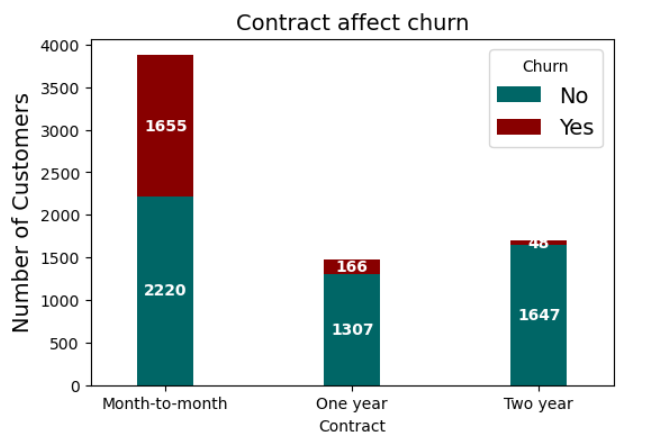 Contract affect churn
Number of Customers
4000
3500
3000
2500
2000
1500
1000
500
0
Churn
No
Yes
1655
2220
166
1307
48
1647
Month-to-month
One year
Two year
Contract